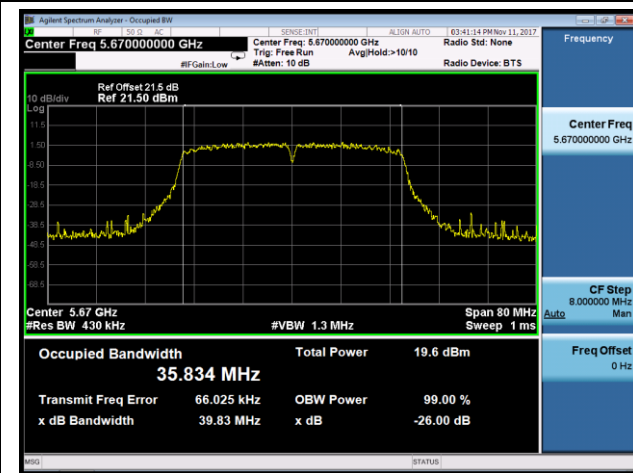 Agilent Spectrum Analyzer - Occupied BW
RF 50 Ω AC SENSE:INT ALIGN AUTO 03:41:14 PM Nov 11, 2017
Center Freq 5.670000000 GHz
Center Freq: 5.670000000 GHz
Radio Std: None
Trig: Free Run Avg|Hold:>10/10
#IFGain:Low
#Atten: 10 dB
Radio Device: BTS
Ref Offset 21.5 dB
10 dB/div Ref 21.50 dBm
Log
11.5
1.50
-8.50
-18.5
-28.5
-38.5
-48.5
-58.5
-68.5
Center 5.67 GHz Span 80 MHz
#Res BW 430 kHz #VBW 1.3 MHz Sweep 1 ms
Occupied Bandwidth Total Power 19.6 dBm
35.834 MHz
Transmit Freq Error 66.025 kHz OBW Power 99.00 %
x dB Bandwidth 39.83 MHz x dB -26.00 dB
MSG STATUS
Frequency
Center Freq
5.670000000 GHz
CF Step
8.000000 MHz
Auto Man
Freq Offset
0 Hz